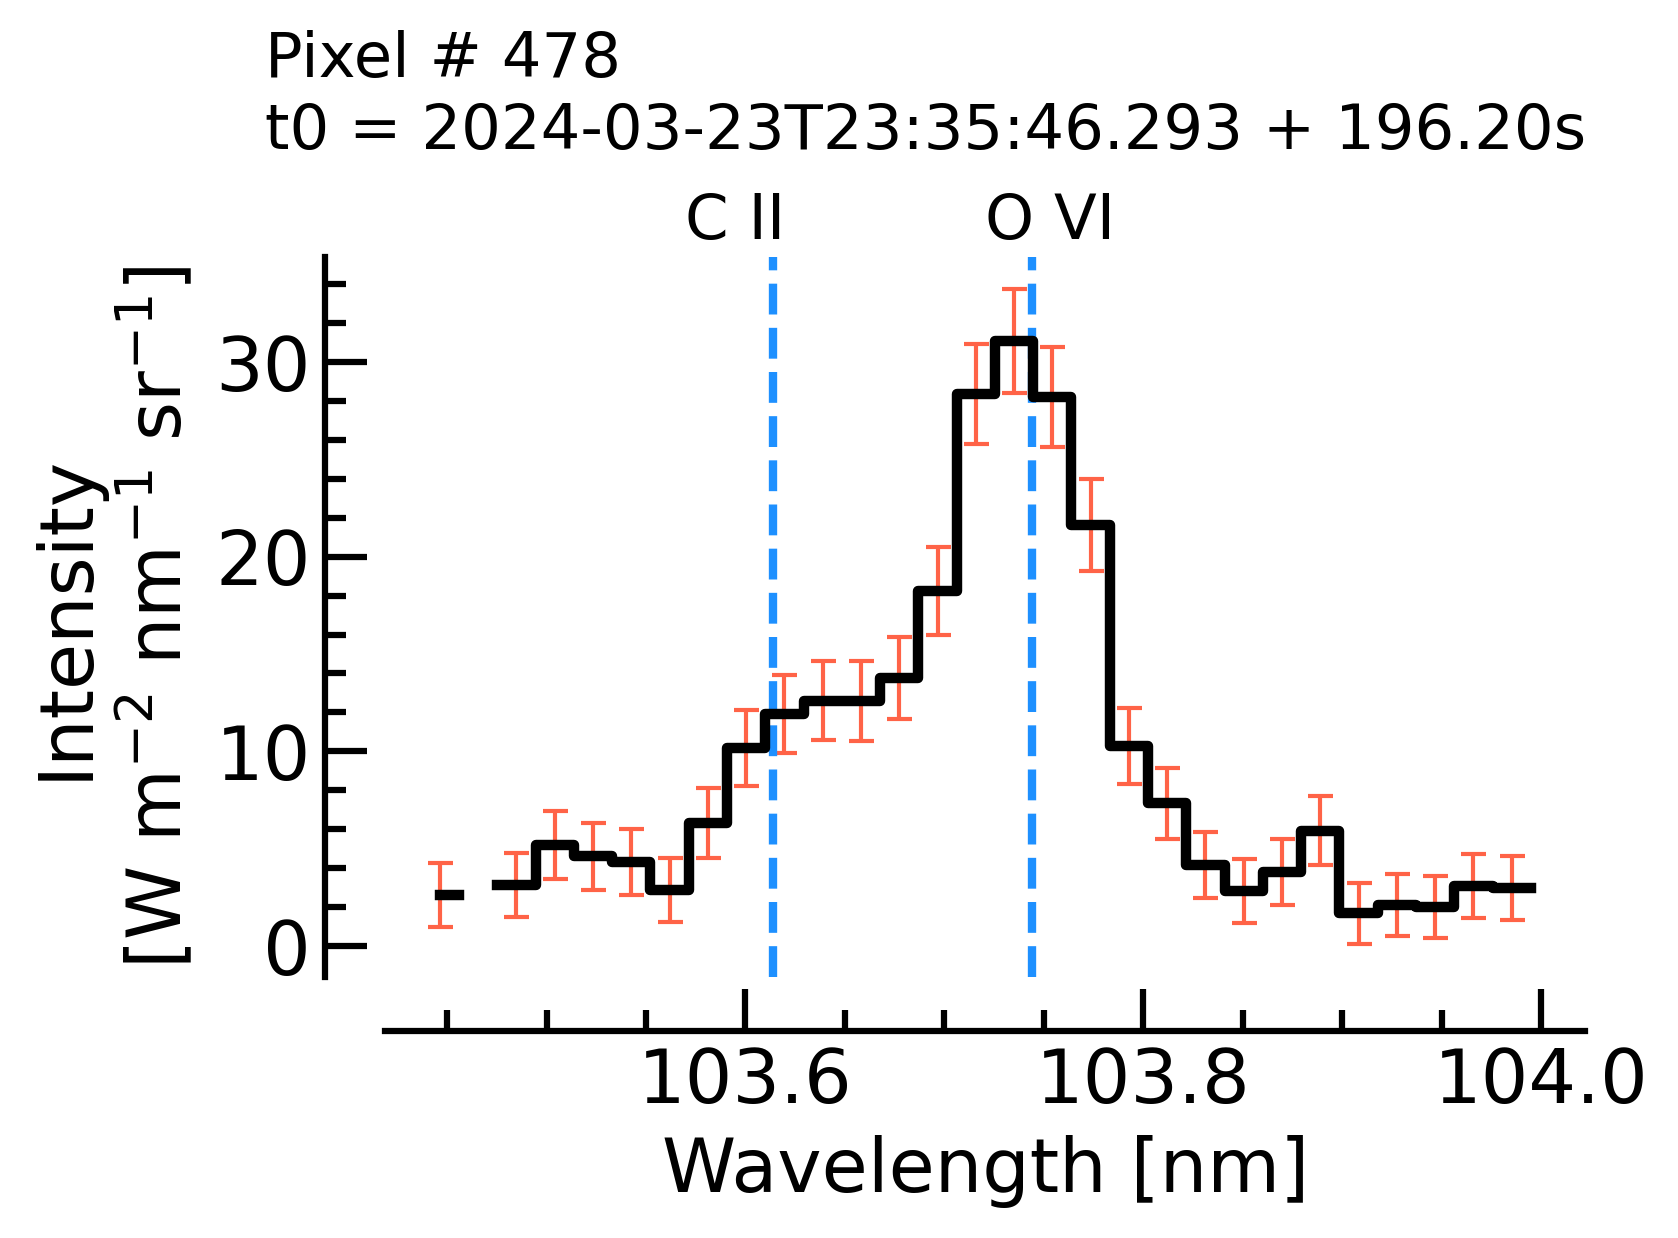 Pixel # 478
t0 = 2024-03-23T23:35:46.293 + 196.20s
C II
O VI
Intensity
[W m⁻² nm⁻¹ sr⁻¹]
30
20
10
0
103.6
103.8
104.0
Wavelength [nm]